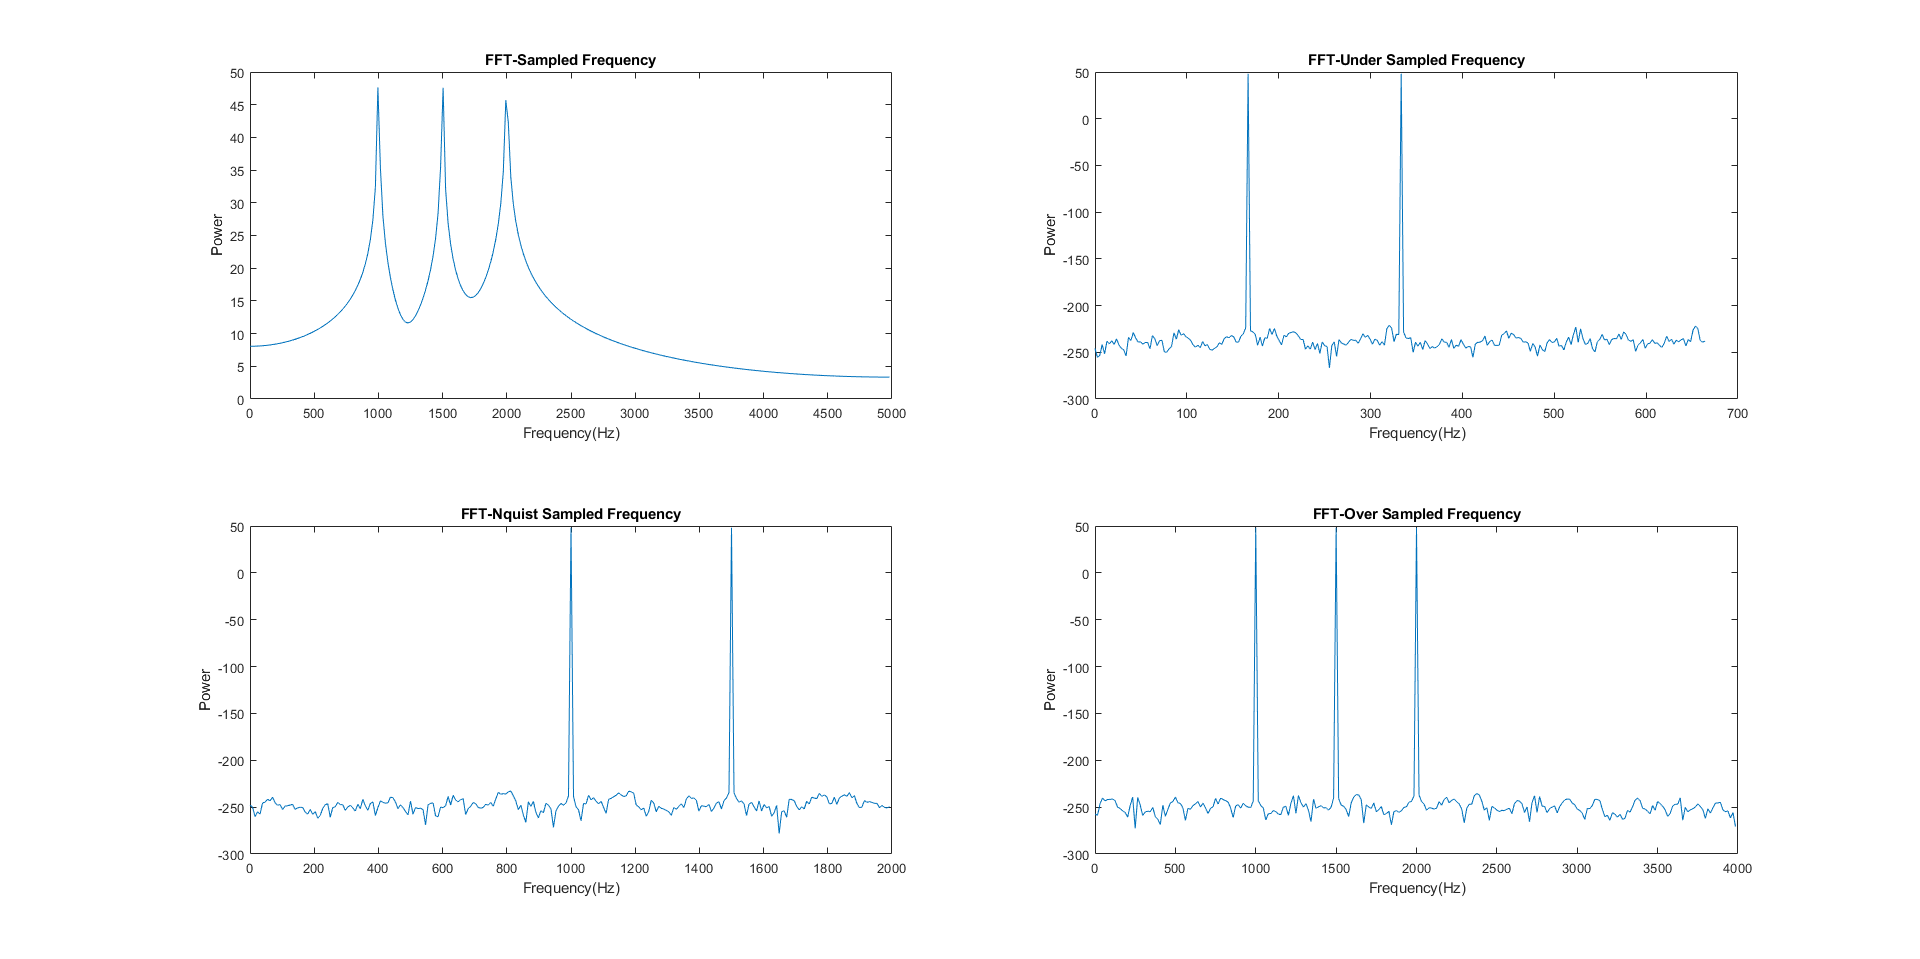 FFT-Sampled Frequency
50
45
40
35
30
25
20
15
10
5
0
Power
0 500 1000 1500 2000 2500 3000 3500 4000 4500 5000
Frequency(Hz)
FFT-Under Sampled Frequency
50
0
-50
-100
-150
-200
-250
-300
Power
0 100 200 300 400 500 600 700
Frequency(Hz)
FFT-Nquist Sampled Frequency
50
0
-50
-100
-150
-200
-250
-300
Power
0 200 400 600 800 1000 1200 1400 1600 1800 2000
Frequency(Hz)
FFT-Over Sampled Frequency
50
0
-50
-100
-150
-200
-250
-300
Power
0 500 1000 1500 2000 2500 3000 3500 4000
Frequency(Hz)